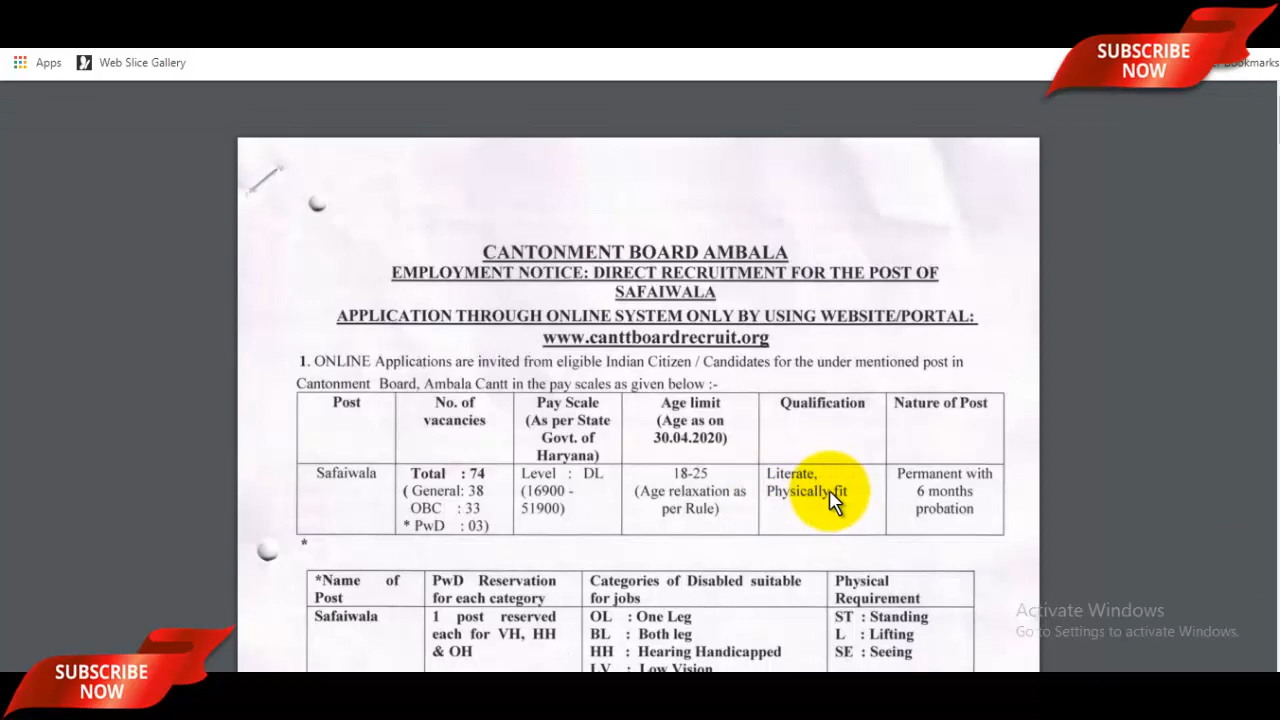 SUBSCRIBE
NOW
Apps
Web Slice Gallery
CANTONMENT BOARD AMBALA
EMPLOYMENT NOTICE: DIRECT RECRUITMENT FOR THE POST OF
SAFAIWALA
APPLICATION THROUGH ONLINE SYSTEM ONLY BY USING WEBSITE/PORTAL:
www.canttboardrecruit.org
1. ONLINE Applications are invited from eligible Indian Citizen / Candidates for the under mentioned post in
Cantonment Board, Ambala Cantt in the pay scales as given below :-
Post
No. of
vacancies
Pay Scale
(As per State
Govt. of
Haryana)
Age limit
(Age as on
30.04.2020)
Qualification
Nature of Post
Safaiwala
Total : 74
( General: 38
OBC : 33
* PwD : 03)
Level : DL
(16900 -
51900)
18-25
(Age relaxation as
per Rule)
Literate,
Physically fit
Permanent with
6 months
probation
*
*Name of
Post
PwD Reservation
for each category
Categories of Disabled suitable
for jobs
Physical
Requirement
Safaiwala
1 post reserved
each for VH, HH
& OH
OL : One Leg
BL : Both leg
HH : Hearing Handicapped
LV : Low Vision
ST : Standing
L : Lifting
SE : Seeing
Activate Windows
Go to Settings to activate Windows.
SUBSCRIBE
NOW